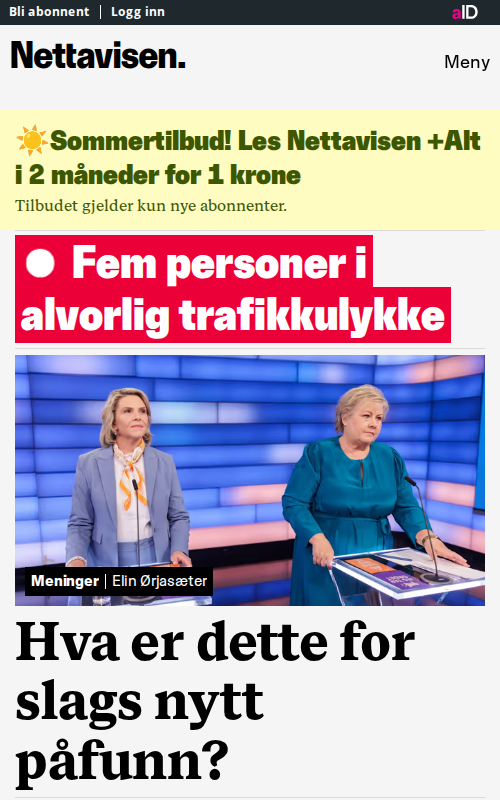 Bli abonnent | Logg inn
aID
Nettavisen.
Meny
☀️Sommertilbud! Les Nettavisen +Alt
i 2 måneder for 1 krone
Tilbudet gjelder kun nye abonnenter.
Fem personer i
alvorlig trafikkulykke
Meninger | Elin Ørjasæter
Hva er dette for
slags nytt
påfunn?